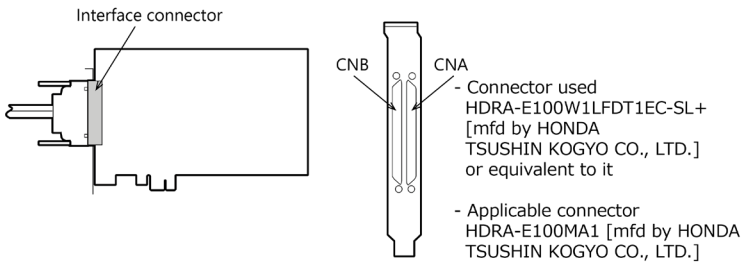 Interface connector
CNB
CNA
- Connector used
HDRA-E100W1LFDT1EC-SL+
[mfd by HONDA
TSUSHIN KOGYO CO., LTD.]
or equivalent to it
- Applicable connector
HDRA-E100MA1 [mfd by HONDA
TSUSHIN KOGYO CO., LTD.]